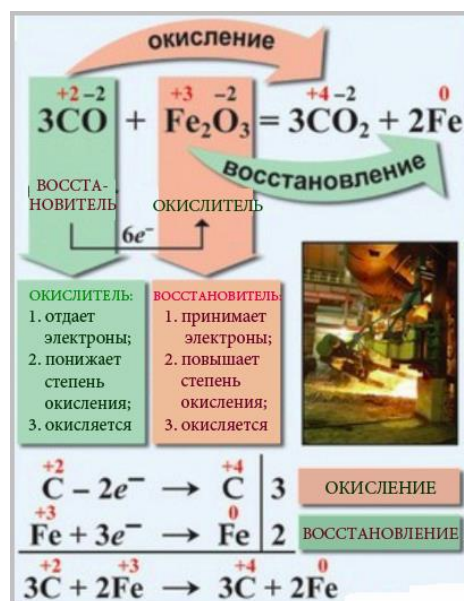 окисление
+2 –2 +3 –2 +4 –2 0
3CO + Fe₂O₃ = 3CO₂ + 2Fe
восстановление
ВОССТА-
НОВИТЕЛЬ
ОКИСЛИТЕЛЬ
6e⁻
ОКИСЛИТЕЛЬ:
1. отдает
электроны;
2. понижает
степень
окисления;
3. окисляется
ВОССТАНОВИТЕЛЬ:
1. принимает
электроны;
2. повышает
степень
окисления;
3. окисляется
+2 +4
C – 2e⁻ → C | 3
ОКИСЛЕНИЕ
+3 0
Fe + 3e⁻ → Fe | 2
ВОССТАНОВЛЕНИЕ
+2 +3 +4 0
3C + 2Fe → 3C + 2Fe